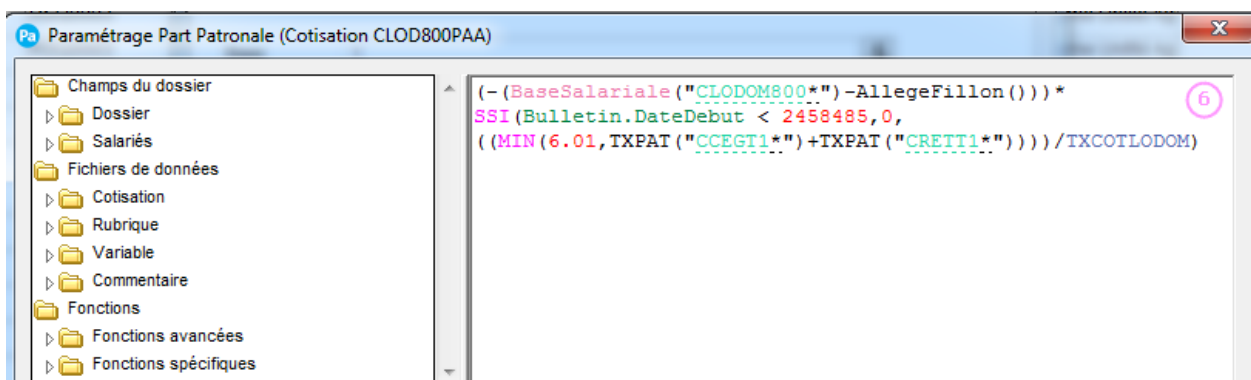 Pa Paramétrage Part Patronale (Cotisation CLOD800PAA)
x
Champs du dossier
Dossier
Salariés
Fichiers de données
Cotisation
Rubrique
Variable
Commentaire
Fonctions
Fonctions avancées
Fonctions spécifiques
(-(BaseSalariale("CLODOM800*")-AllegeFillon()))*
SSI(Bulletin.DateDebut < 2458485,0,
((MIN(6.01,TXPAT("CCEGT1*")+TXPAT("CRETT1*"))))/TXCOTLODOM)
6